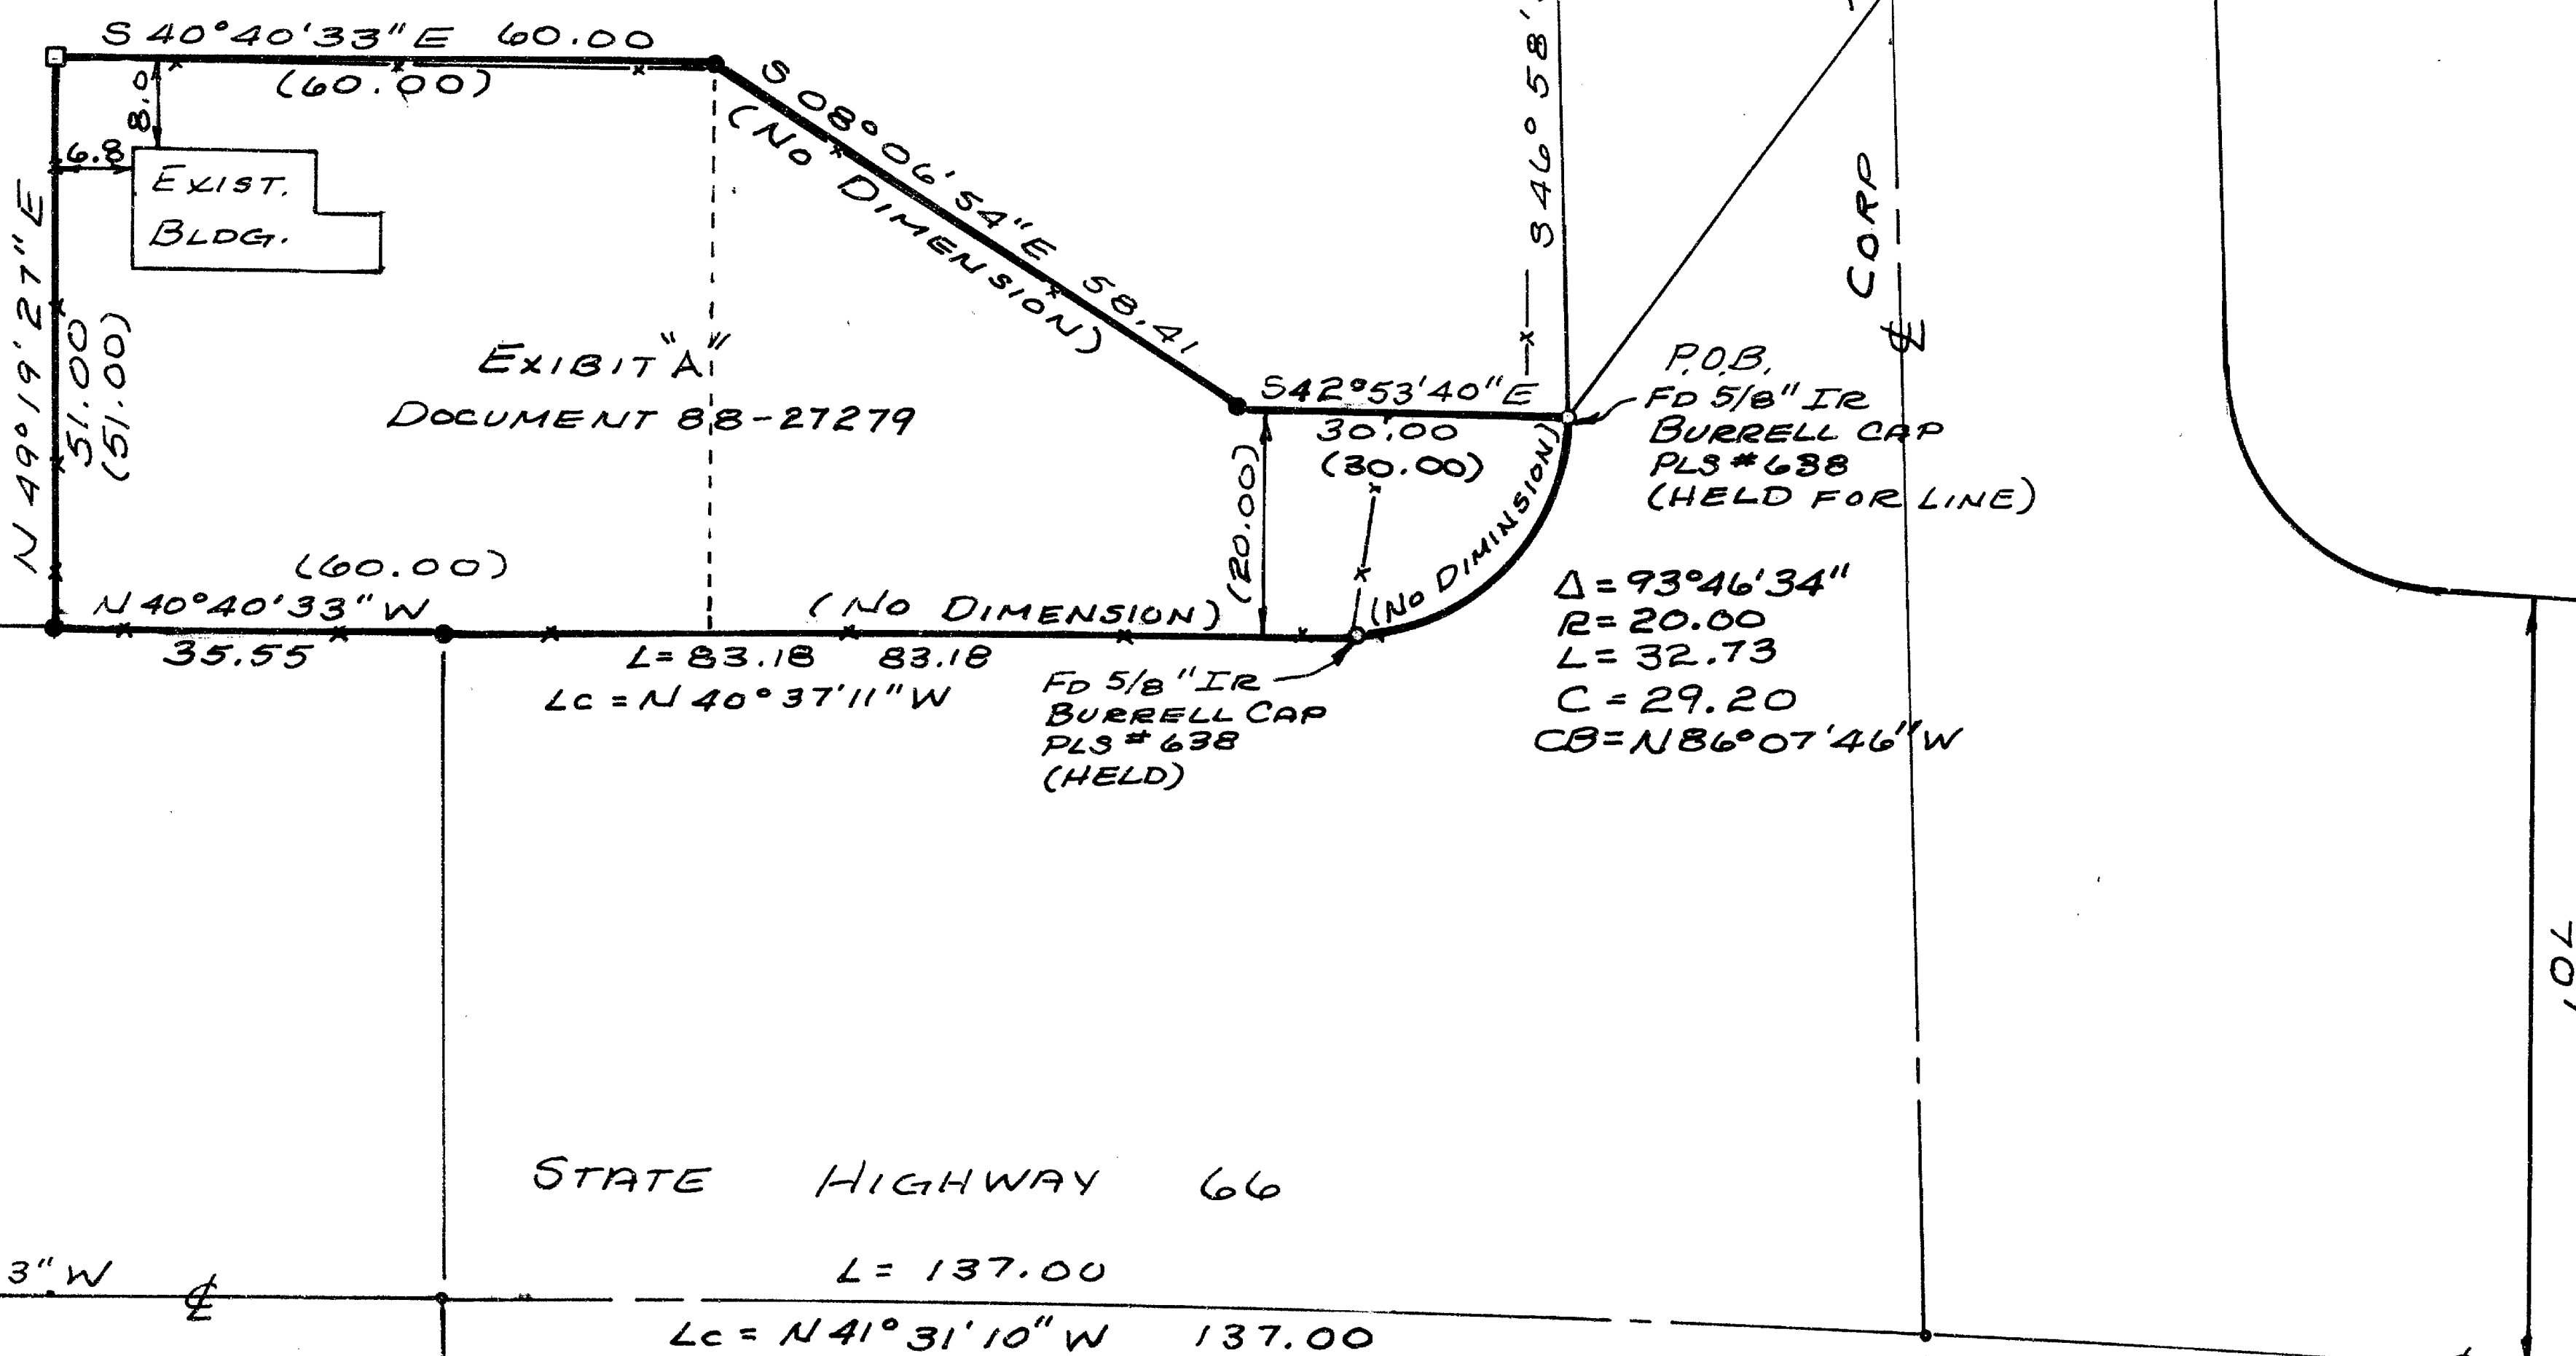 S 40°40'33"E 60.00
(60.00)
8.0
6.8
EXIST.
BLDG.
N 49°19'27"E
51.00
(51.00)
S 08°06'54"E 58.41
(NO DIMENSION)
EXIBIT "A"
DOCUMENT 88-27279
S42°53'40"E
30.00
(30.00)
(20.00)
(NO DIMINSION)
S46°58'
CORP
℄
P.O.B.
FD 5/8" IR
BURRELL CAP
PLS #638
(HELD FOR LINE)
(60.00)
N 40°40'33"W
35.55
(NO DIMENSION)
L=83.18 83.18
LC = N 40°37'11"W
FD 5/8" IR
BURRELL CAP
PLS # 638
(HELD)
Δ = 93°46'34"
R= 20.00
L= 32.73
C = 29.20
CB=N86°07'46"W
70'
STATE HIGHWAY 66
L= 137.00
3"W ℄
LC = N 41°31'10"W 137.00